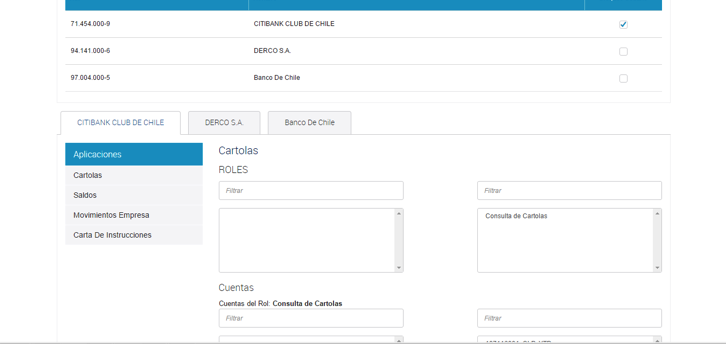 71.454.000-9 CITIBANK CLUB DE CHILE
94.141.000-6 DERCO S.A.
97.004.000-5 Banco De Chile
CITIBANK CLUB DE CHILE DERCO S.A. Banco De Chile
Aplicaciones
Cartolas
Saldos
Movimientos Empresa
Carta De Instrucciones
Cartolas
ROLES
Filtrar Filtrar
Consulta de Cartolas
Cuentas
Cuentas del Rol: Consulta de Cartolas
Filtrar Filtrar